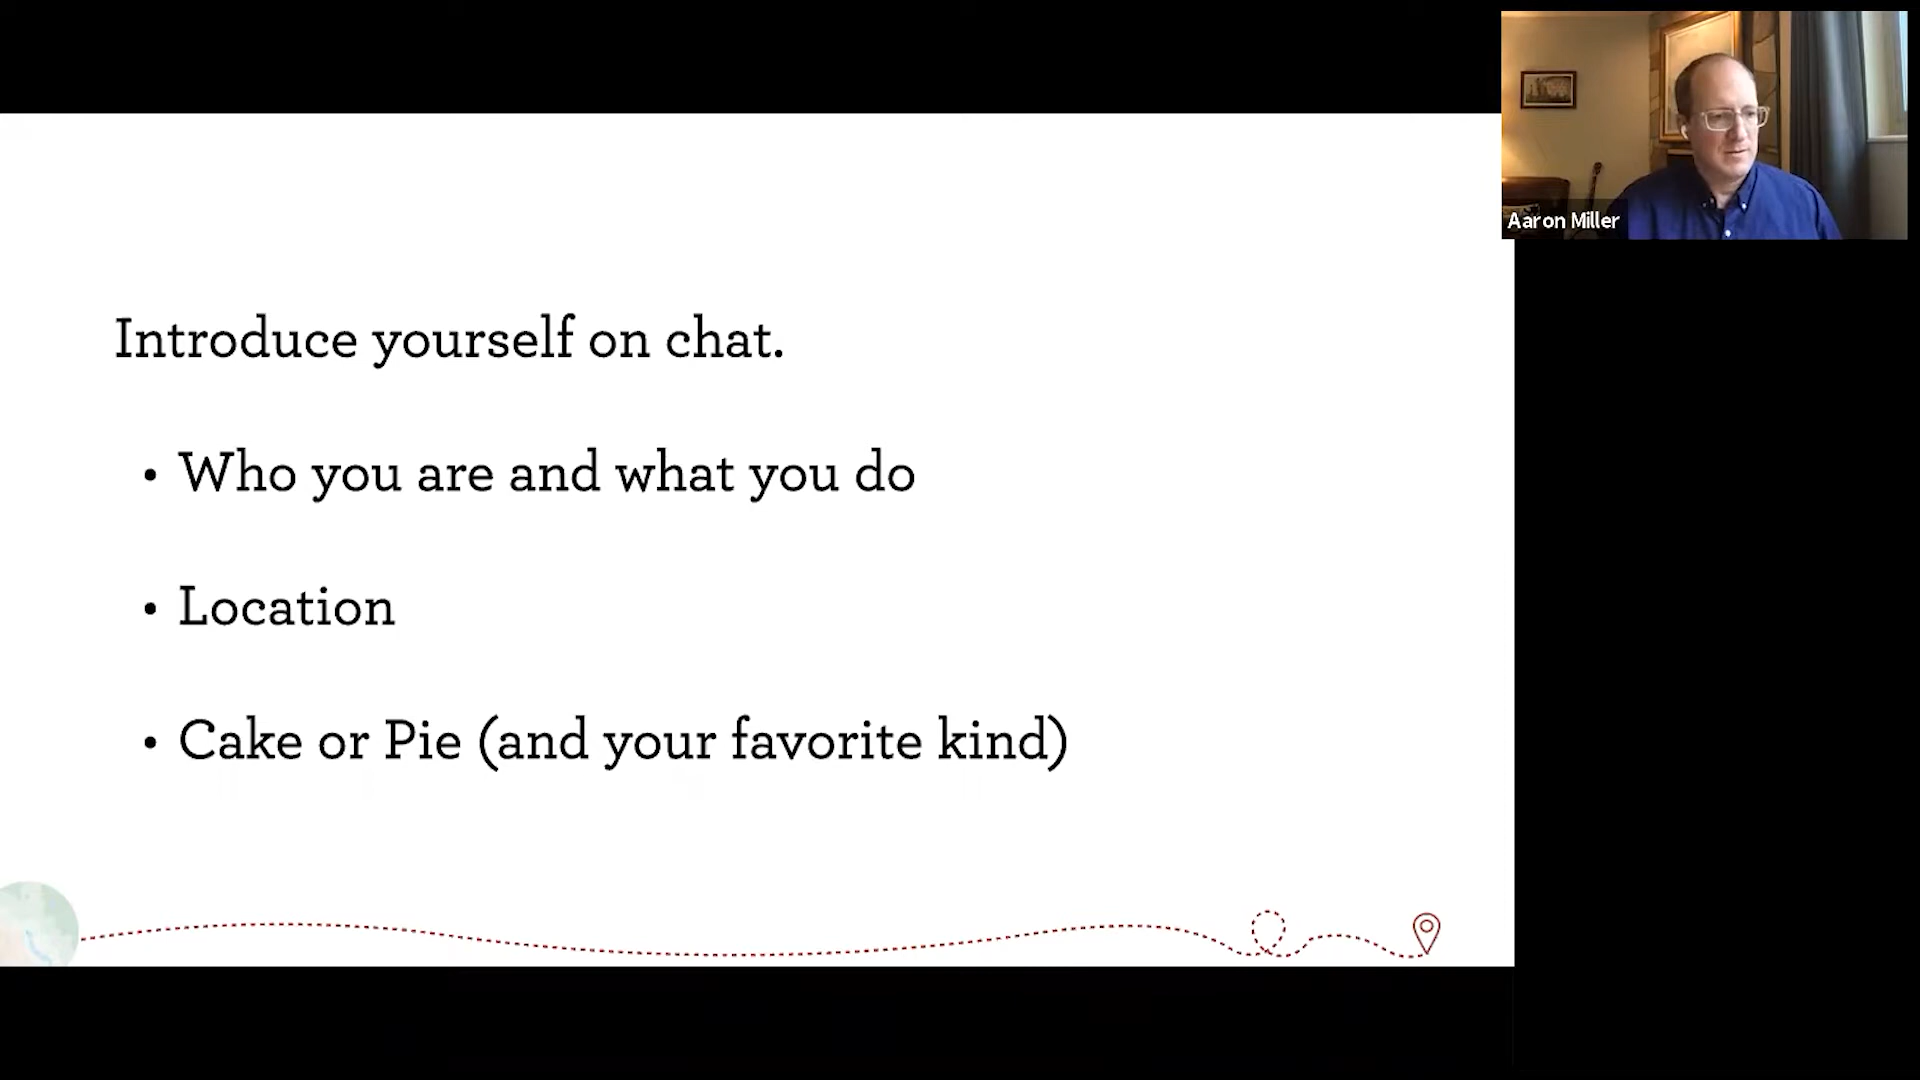 Introduce yourself on chat.
• Who you are and what you do
• Location
• Cake or Pie (and your favorite kind)
Aaron Miller